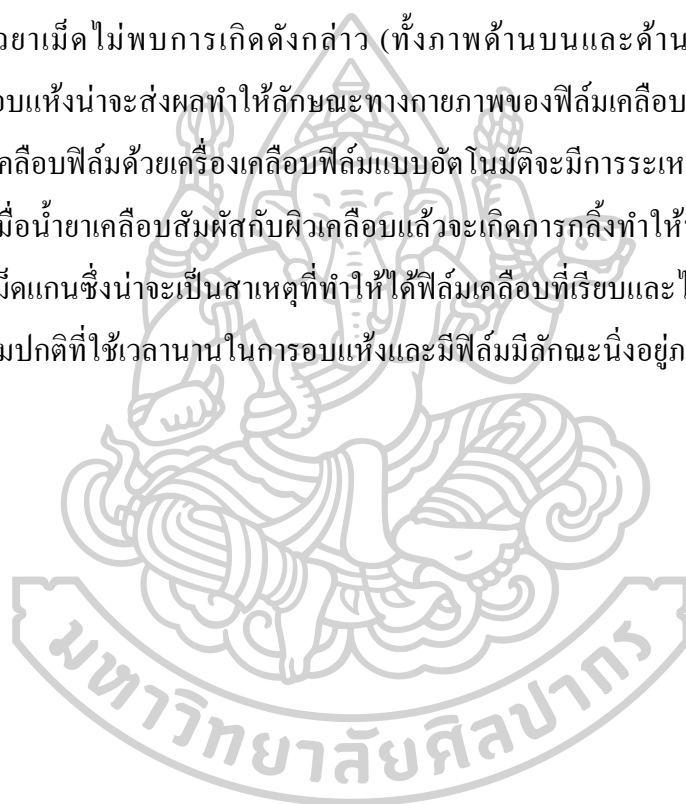 วยาเม็ดไม่พบการเกิดดังกล่าว (ทั้งภาพด้านบนและด้าน
อบแห้งน่าจะส่งผลทำให้ลักษณะทางกายภาพของฟิล์มเคลือบ
คลือบฟิล์มด้วยเครื่องเคลือบฟิล์มแบบอัตโนมัติจะมีการระเห
มื่อน้ำยาเคลือบสัมผัสกับผิวเคลือบแล้วจะเกิดการกลิ้งทำให้
ม็ดแกนซึ่งน่าจะเป็นสาเหตุที่ทำให้ได้ฟิล์มเคลือบที่เรียบและไ
มปกติที่ใช้เวลานานในการอบแห้งและมีฟิล์มมีลักษณะนิ่งอยู่ภ
มหาวิทยาลัยศิลปากร